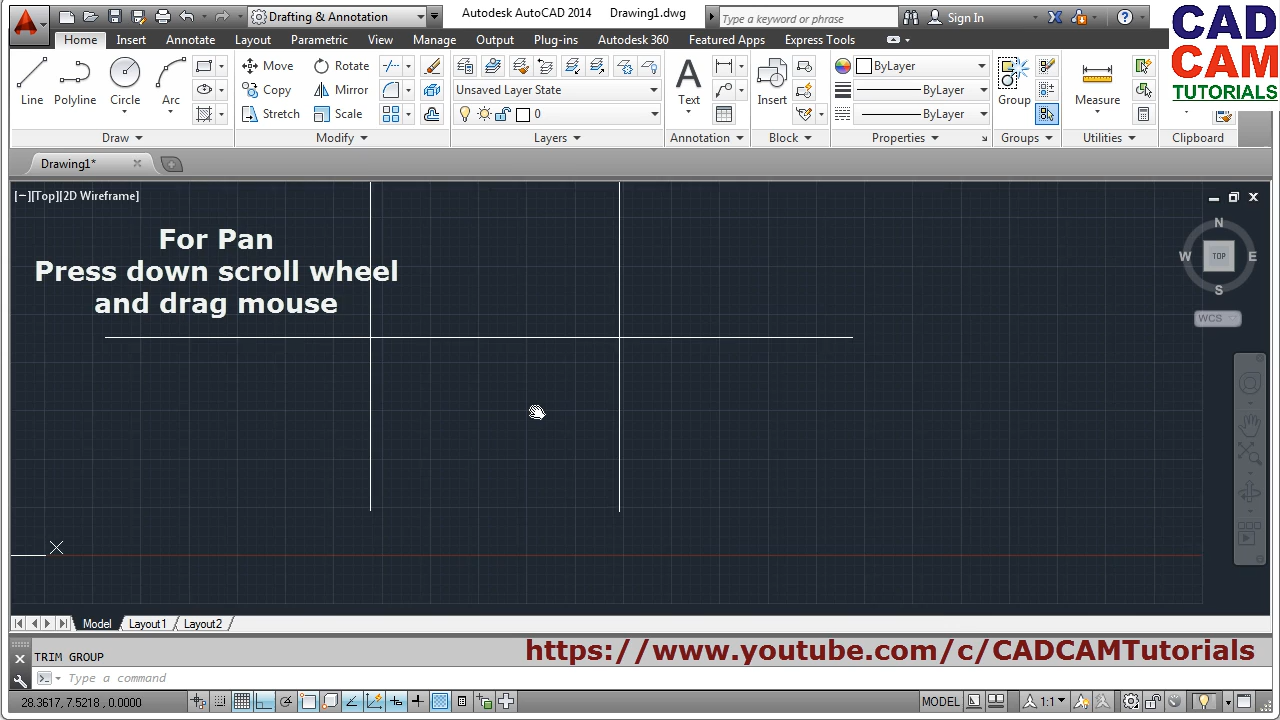 Drafting & Annotation
Autodesk AutoCAD 2014 Drawing1.dwg
Type a keyword or phrase
Sign In
CAD
CAM
TUTORIALS
Home Insert Annotate Layout Parametric View Manage Output Plug-ins Autodesk 360 Featured Apps Express Tools
Line Polyline Circle Arc
Move Rotate
Copy Mirror
Stretch Scale
Unsaved Layer State
0
Text
Insert
ByLayer
ByLayer
ByLayer
Group
Measure
Draw Modify Layers Annotation Block Properties Groups Utilities Clipboard
Drawing1*
[−][Top][2D Wireframe]
N
W TOP E
S
WCS
For Pan
Press down scroll wheel
and drag mouse
Model Layout1 Layout2
TRIM GROUP
https://www.youtube.com/c/CADCAMTutorials
Type a command
28.3617, 7.5218, 0.0000
MODEL
1:1